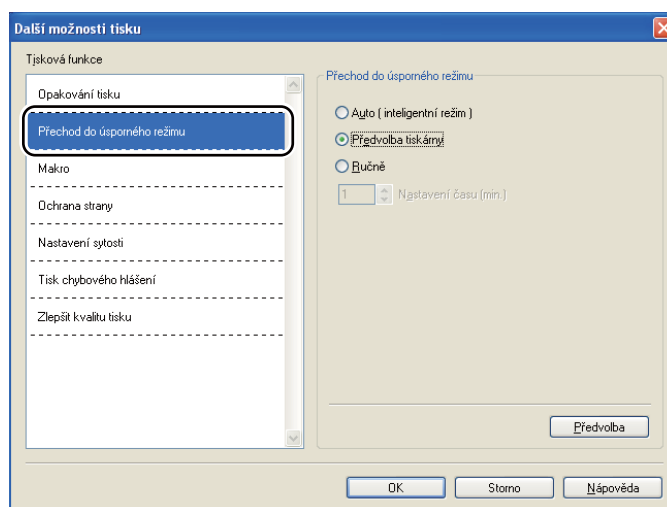 Další možnosti tisku
Tisková funkce
Opakování tisku
Přechod do úsporného režimu
Makro
Ochrana strany
Nastavení sytosti
Tisk chybového hlášení
Zlepšit kvalitu tisku
Přechod do úsporného režimu
Auto ( inteligentní režim )
Předvolba tiskárny
Ručně
1 Nastavení času (min.)
Předvolba
OK Storno Nápověda